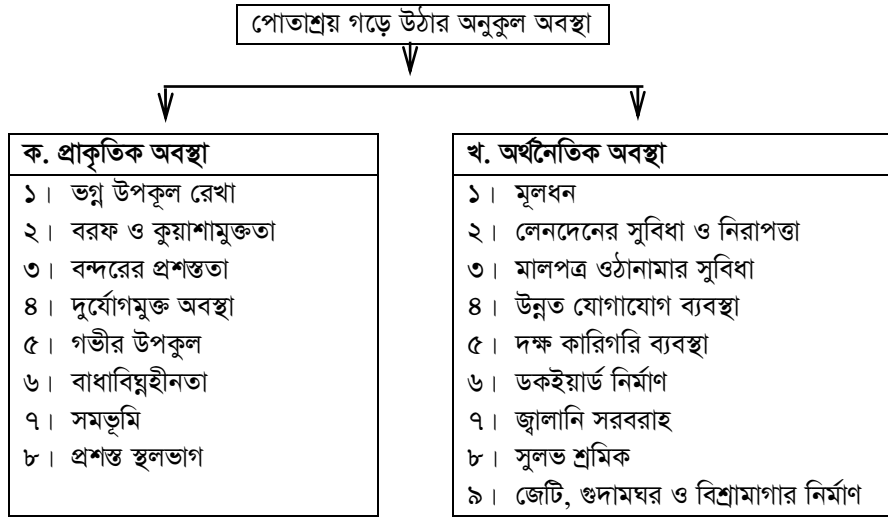 পোতাশ্রয় গড়ে উঠার অনুকুল অবস্থা
ক. প্রাকৃতিক অবস্থা
১। ভগ্ন উপকূল রেখা
২। বরফ ও কুয়াশামুক্ততা
৩। বন্দরের প্রশস্ততা
৪। দুর্যোগমুক্ত অবস্থা
৫। গভীর উপকুল
৬। বাধাবিঘ্নহীনতা
৭। সমভূমি
৮। প্রশস্ত স্থলভাগ
খ. অর্থনৈতিক অবস্থা
১। মূলধন
২। লেনদেনের সুবিধা ও নিরাপত্তা
৩। মালপত্র ওঠানামার সুবিধা
৪। উন্নত যোগাযোগ ব্যবস্থা
৫। দক্ষ কারিগরি ব্যবস্থা
৬। ডকইয়ার্ড নির্মাণ
৭। জ্বালানি সরবরাহ
৮। সুলভ শ্রমিক
৯। জেটি, গুদামঘর ও বিশ্রামাগার নির্মাণ